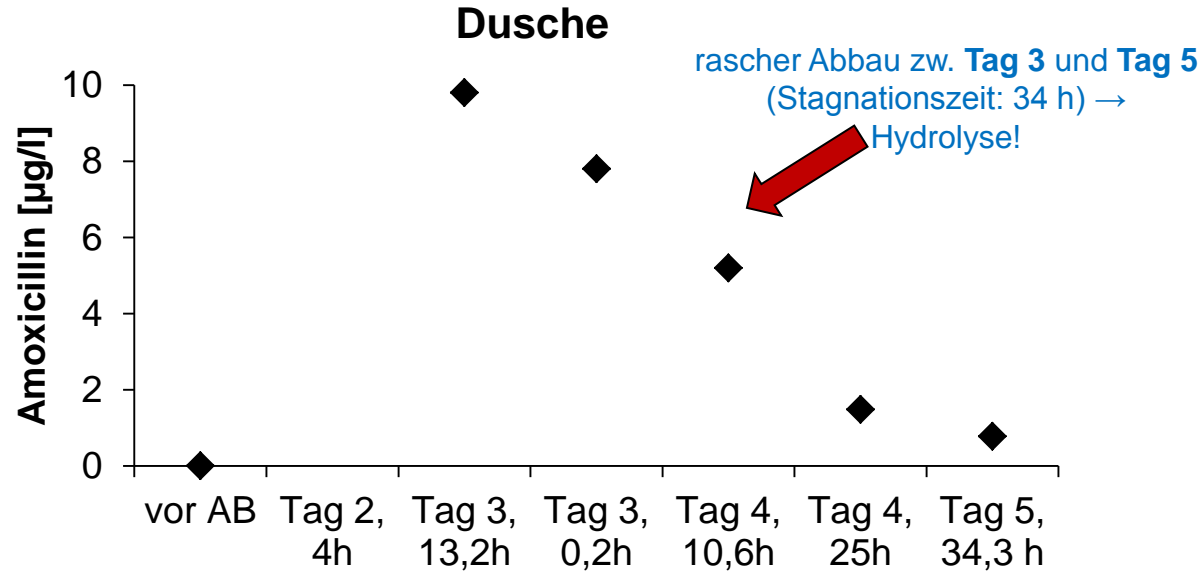 Dusche
rascher Abbau zw. Tag 3 und Tag 5
(Stagnationszeit: 34 h) →
Hydrolyse!
Amoxicillin [µg/l]
10
8
6
4
2
0
vor AB
Tag 2,
4h
Tag 3,
13,2h
Tag 3,
0,2h
Tag 4,
10,6h
Tag 4,
25h
Tag 5,
34,3 h